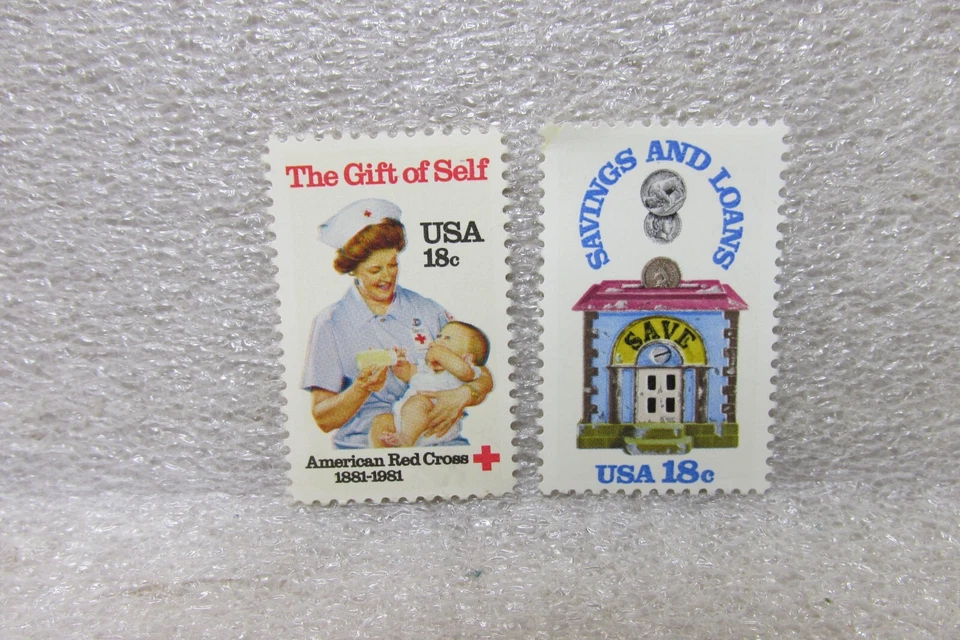 The Gift of Self
USA
18c
American Red Cross
1881-1981
SAVINGS AND LOANS
SAVE
USA 18c